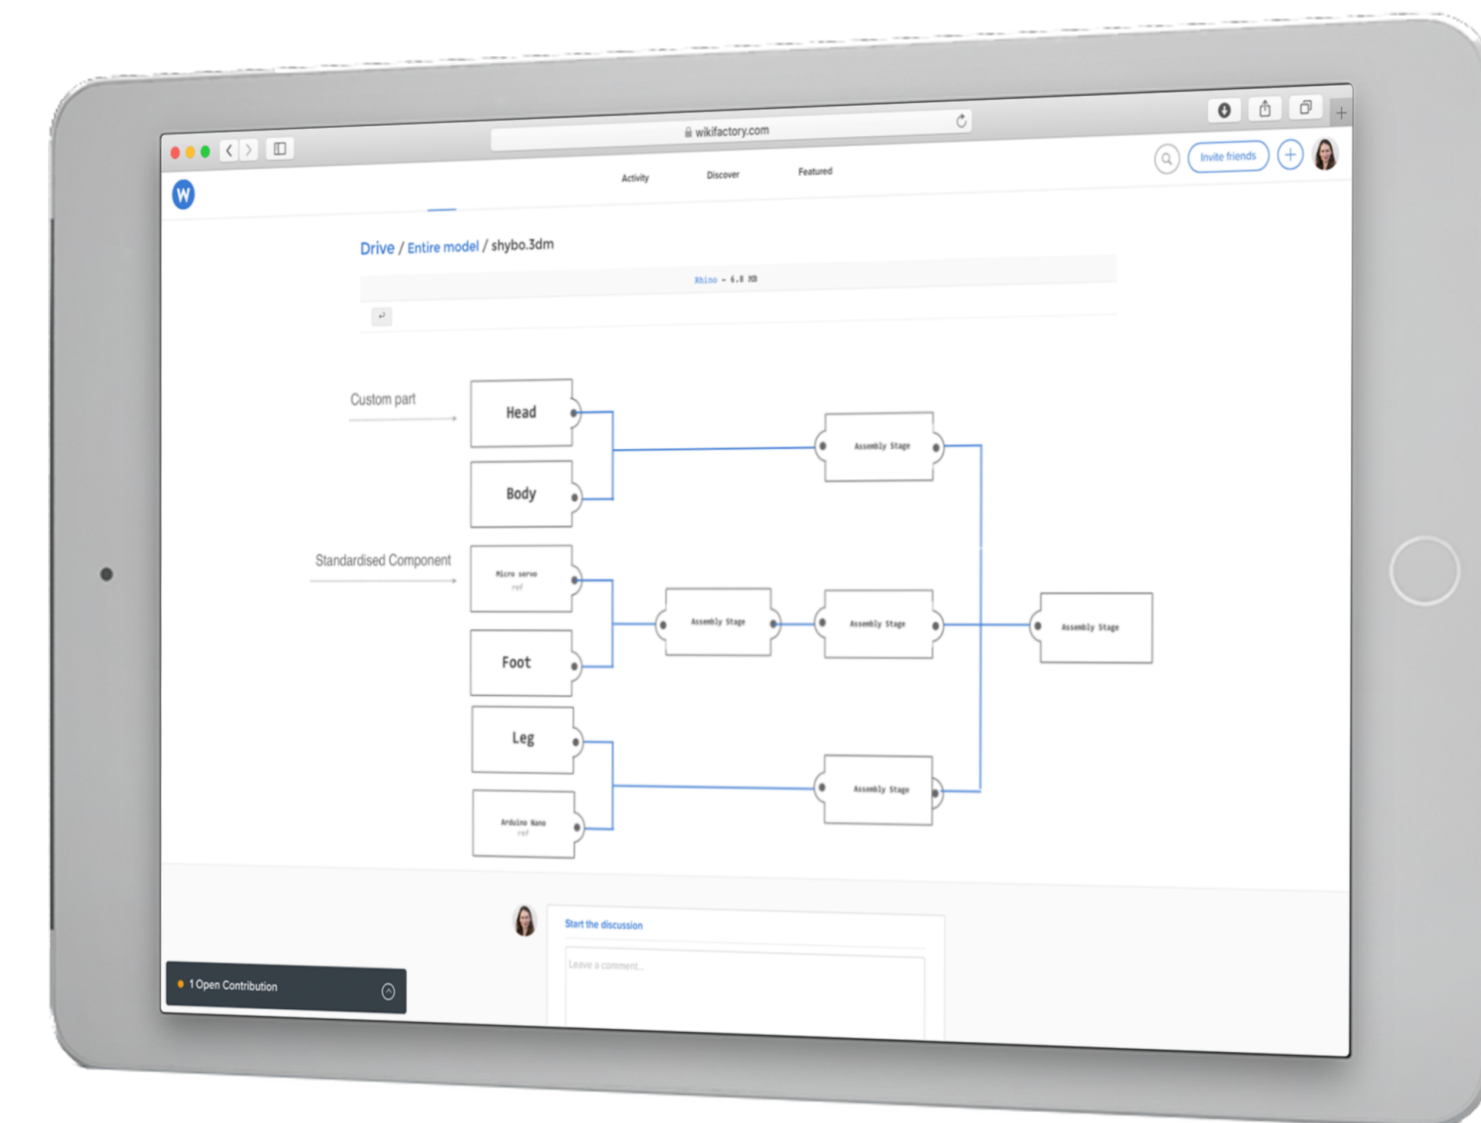 wikifactory.com
W
Activity
Discover
Featured
Invite friends
Drive / Entire model / shybo.3dm
Rhino – 6.8 MB
Custom part
Head
Body
Standardised Component
Micro servo
ref
Foot
Leg
Arduino Nano
ref
Assembly Stage
Assembly Stage
Assembly Stage
Assembly Stage
Assembly Stage
Start the discussion
Leave a comment...
1 Open Contribution